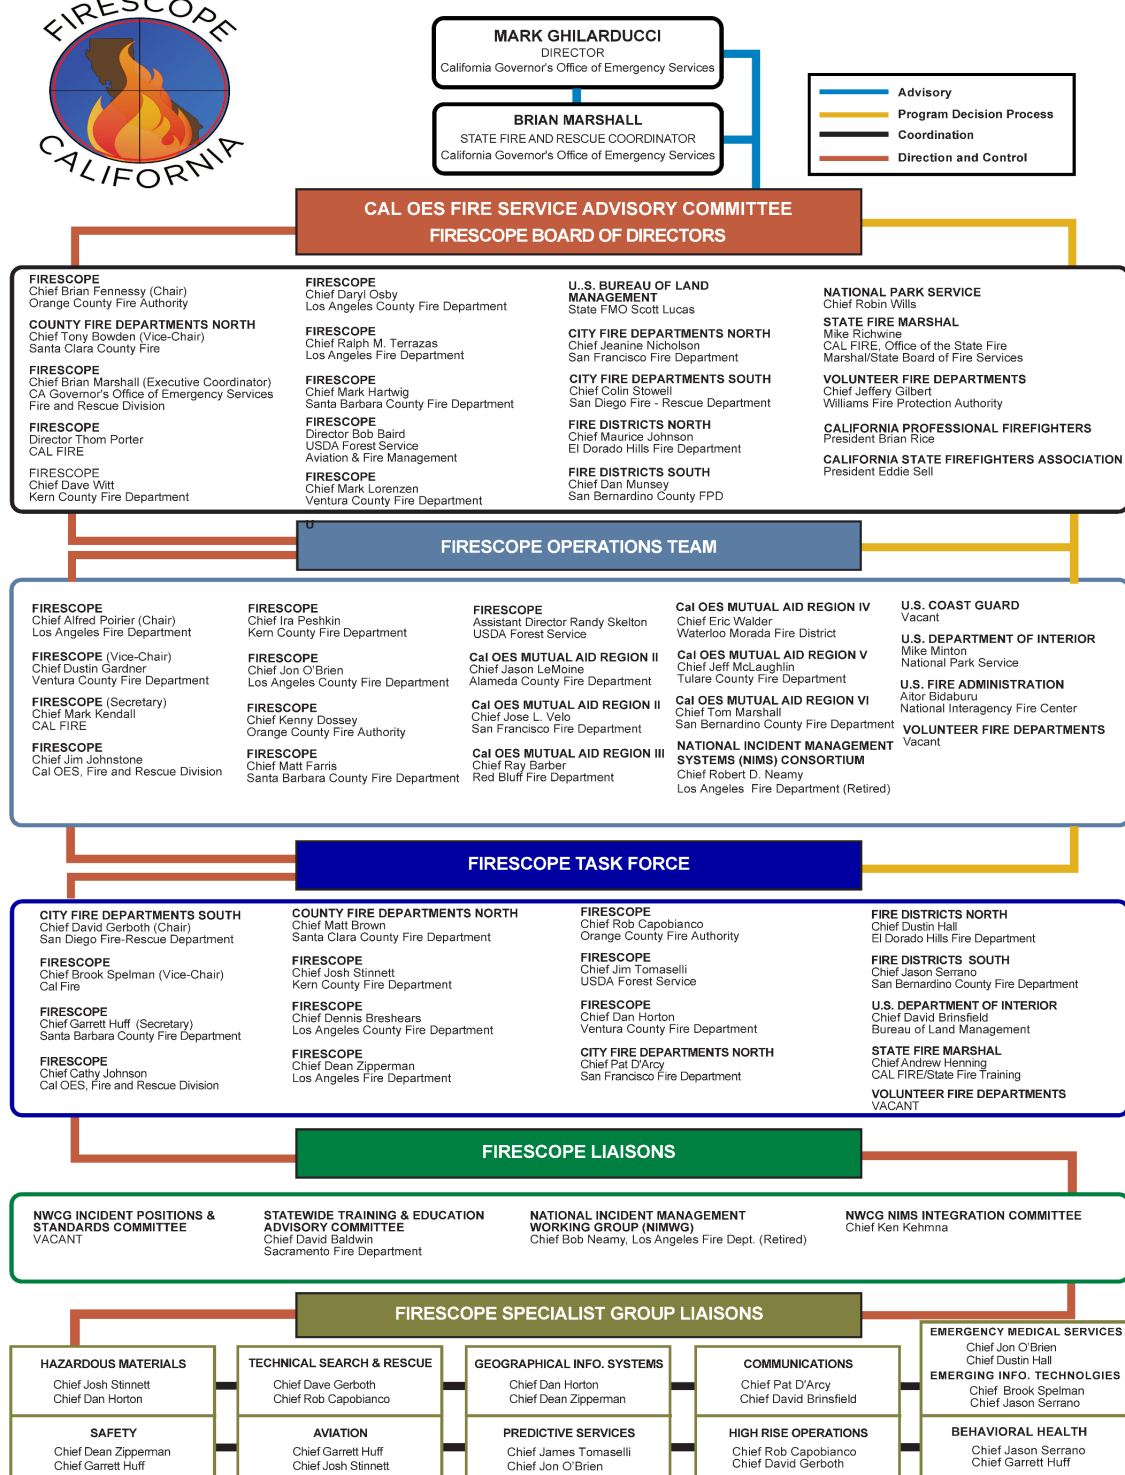 FIRESCOPE
CALIFORNIA
MARK GHILARDUCCI
DIRECTOR
California Governor's Office of Emergency Services
BRIAN MARSHALL
STATE FIRE AND RESCUE COORDINATOR
California Governor's Office of Emergency Services
Advisory
Program Decision Process
Coordination
Direction and Control
CAL OES FIRE SERVICE ADVISORY COMMITTEE
FIRESCOPE BOARD OF DIRECTORS
FIRESCOPE
Chief Brian Fennessy (Chair)
Orange County Fire Authority
COUNTY FIRE DEPARTMENTS NORTH
Chief Tony Bowden (Vice-Chair)
Santa Clara County Fire
FIRESCOPE
Chief Brian Marshall (Executive Coordinator)
CA Governor's Office of Emergency Services
Fire and Rescue Division
FIRESCOPE
Director Thom Porter
CAL FIRE
FIRESCOPE
Chief Dave Witt
Kern County Fire Department
FIRESCOPE
Chief Daryl Osby
Los Angeles County Fire Department
FIRESCOPE
Chief Ralph M. Terrazas
Los Angeles Fire Department
FIRESCOPE
Chief Mark Hartwig
Santa Barbara County Fire Department
FIRESCOPE
Director Bob Baird
USDA Forest Service
Aviation & Fire Management
FIRESCOPE
Chief Mark Lorenzen
Ventura County Fire Department
U..S. BUREAU OF LAND
MANAGEMENT
State FMO Scott Lucas
CITY FIRE DEPARTMENTS NORTH
Chief Jeanine Nicholson
San Francisco Fire Department
CITY FIRE DEPARTMENTS SOUTH
Chief Colin Stowell
San Diego Fire - Rescue Department
FIRE DISTRICTS NORTH
Chief Maurice Johnson
El Dorado Hills Fire Department
FIRE DISTRICTS SOUTH
Chief Dan Munsey
San Bernardino County FPD
NATIONAL PARK SERVICE
Chief Robin Wills
STATE FIRE MARSHAL
Mike Richwine
CAL FIRE, Office of the State Fire
Marshal/State Board of Fire Services
VOLUNTEER FIRE DEPARTMENTS
Chief Jeffery Gilbert
Williams Fire Protection Authority
CALIFORNIA PROFESSIONAL FIREFIGHTERS
President Brian Rice
CALIFORNIA STATE FIREFIGHTERS ASSOCIATION
President Eddie Sell
U
FIRESCOPE OPERATIONS TEAM
FIRESCOPE
Chief Alfred Poirier (Chair)
Los Angeles Fire Department
FIRESCOPE (Vice-Chair)
Chief Dustin Gardner
Ventura County Fire Department
FIRESCOPE (Secretary)
Chief Mark Kendall
CAL FIRE
FIRESCOPE
Chief Jim Johnstone
Cal OES, Fire and Rescue Division
FIRESCOPE
Chief Ira Peshkin
Kern County Fire Department
FIRESCOPE
Chief Jon O'Brien
Los Angeles County Fire Department
FIRESCOPE
Chief Kenny Dossey
Orange County Fire Authority
FIRESCOPE
Chief Matt Farris
Santa Barbara County Fire Department
FIRESCOPE
Assistant Director Randy Skelton
USDA Forest Service
Cal OES MUTUAL AID REGION II
Chief Jason LeMoine
Alameda County Fire Department
Cal OES MUTUAL AID REGION II
Chief Jose L. Velo
San Francisco Fire Department
Cal OES MUTUAL AID REGION III
Chief Ray Barber
Red Bluff Fire Department
Cal OES MUTUAL AID REGION IV
Chief Eric Walder
Waterloo Morada Fire District
Cal OES MUTUAL AID REGION V
Chief Jeff McLaughlin
Tulare County Fire Department
Cal OES MUTUAL AID REGION VI
Chief Tom Marshall
San Bernardino County Fire Department
NATIONAL INCIDENT MANAGEMENT
SYSTEMS (NIMS) CONSORTIUM
Chief Robert D. Neamy
Los Angeles Fire Department (Retired)
U.S. COAST GUARD
Vacant
U.S. DEPARTMENT OF INTERIOR
Mike Minton
National Park Service
U.S. FIRE ADMINISTRATION
Aitor Bidaburu
National Interagency Fire Center
VOLUNTEER FIRE DEPARTMENTS
Vacant
FIRESCOPE TASK FORCE
CITY FIRE DEPARTMENTS SOUTH
Chief David Gerboth (Chair)
San Diego Fire-Rescue Department
FIRESCOPE
Chief Brook Spelman (Vice-Chair)
Cal Fire
FIRESCOPE
Chief Garrett Huff (Secretary)
Santa Barbara County Fire Department
FIRESCOPE
Chief Cathy Johnson
Cal OES, Fire and Rescue Division
COUNTY FIRE DEPARTMENTS NORTH
Chief Matt Brown
Santa Clara County Fire Department
FIRESCOPE
Chief Josh Stinnett
Kern County Fire Department
FIRESCOPE
Chief Dennis Breshears
Los Angeles County Fire Department
FIRESCOPE
Chief Dean Zipperman
Los Angeles Fire Department
FIRESCOPE
Chief Rob Capobianco
Orange County Fire Authority
FIRESCOPE
Chief Jim Tomaselli
USDA Forest Service
FIRESCOPE
Chief Dan Horton
Ventura County Fire Department
CITY FIRE DEPARTMENTS NORTH
Chief Pat D'Arcy
San Francisco Fire Department
FIRE DISTRICTS NORTH
Chief Dustin Hall
El Dorado Hills Fire Department
FIRE DISTRICTS SOUTH
Chief Jason Serrano
San Bernardino County Fire Department
U.S. DEPARTMENT OF INTERIOR
Chief David Brinsfield
Bureau of Land Management
STATE FIRE MARSHAL
Chief Andrew Henning
CAL FIRE/State Fire Training
VOLUNTEER FIRE DEPARTMENTS
VACANT
FIRESCOPE LIAISONS
NWCG INCIDENT POSITIONS &
STANDARDS COMMITTEE
VACANT
STATEWIDE TRAINING & EDUCATION
ADVISORY COMMITTEE
Chief David Baldwin
Sacramento Fire Department
NATIONAL INCIDENT MANAGEMENT
WORKING GROUP (NIMWG)
Chief Bob Neamy, Los Angeles Fire Dept. (Retired)
NWCG NIMS INTEGRATION COMMITTEE
Chief Ken Kehmna
FIRESCOPE SPECIALIST GROUP LIAISONS
HAZARDOUS MATERIALS
Chief Josh Stinnett
Chief Dan Horton
TECHNICAL SEARCH & RESCUE
Chief Dave Gerboth
Chief Rob Capobianco
GEOGRAPHICAL INFO. SYSTEMS
Chief Dan Horton
Chief Dean Zipperman
COMMUNICATIONS
Chief Pat D'Arcy
Chief David Brinsfield
EMERGENCY MEDICAL SERVICES
Chief Jon O'Brien
Chief Dustin Hall
EMERGING INFO. TECHNOLGIES
Chief Brook Spelman
Chief Jason Serrano
SAFETY
Chief Dean Zipperman
Chief Garrett Huff
AVIATION
Chief Garrett Huff
Chief Josh Stinnett
PREDICTIVE SERVICES
Chief James Tomaselli
Chief Jon O'Brien
HIGH RISE OPERATIONS
Chief Rob Capobianco
Chief David Gerboth
BEHAVIORAL HEALTH
Chief Jason Serrano
Chief Garrett Huff